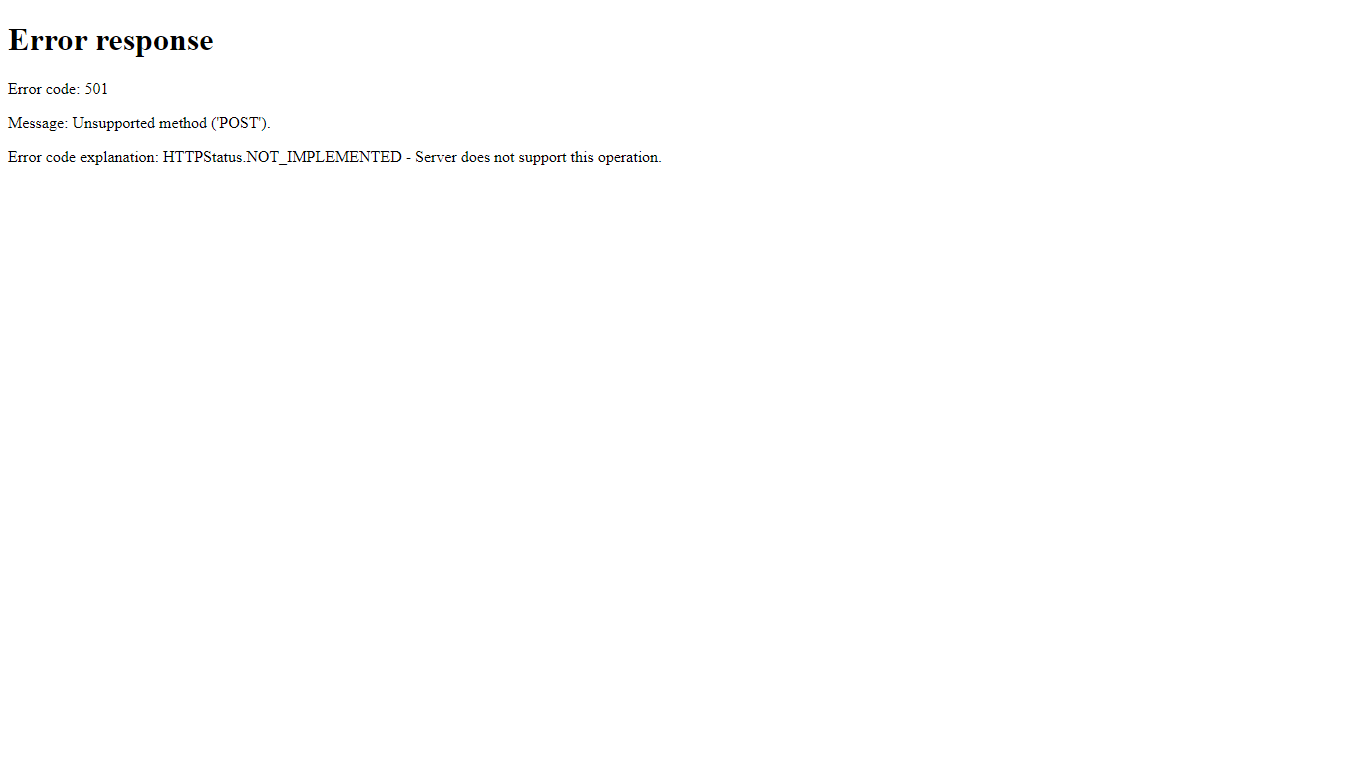 Error response
Error code: 501
Message: Unsupported method ('POST').
Error code explanation: HTTPStatus.NOT_IMPLEMENTED - Server does not support this operation.